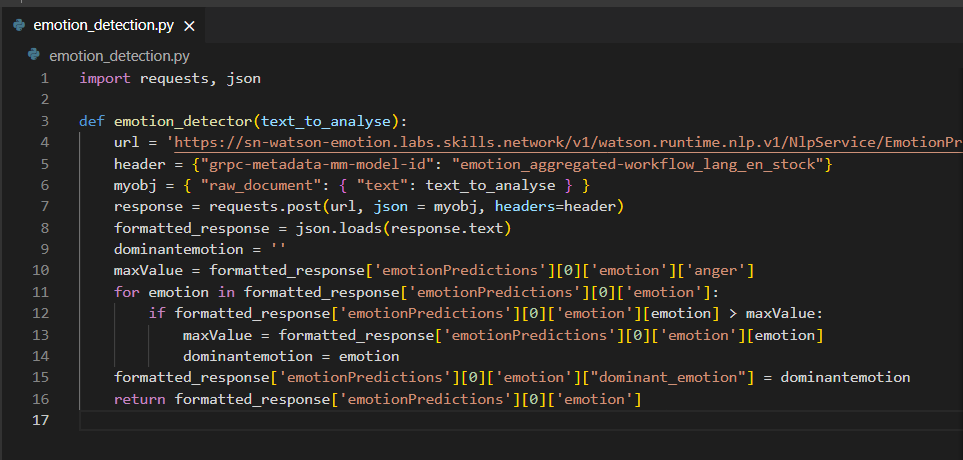 emotion_detection.py ×
emotion_detection.py
1 import requests, json
2
3 def emotion_detector(text_to_analyse):
4     url = 'https://sn-watson-emotion.labs.skills.network/v1/watson.runtime.nlp.v1/NlpService/EmotionPr
5     header = {"grpc-metadata-mm-model-id": "emotion_aggregated-workflow_lang_en_stock"}
6     myobj = { "raw_document": { "text": text_to_analyse } }
7     response = requests.post(url, json = myobj, headers=header)
8     formatted_response = json.loads(response.text)
9     dominantemotion = ''
10     maxValue = formatted_response['emotionPredictions'][0]['emotion']['anger']
11     for emotion in formatted_response['emotionPredictions'][0]['emotion']:
12         if formatted_response['emotionPredictions'][0]['emotion'][emotion] > maxValue:
13             maxValue = formatted_response['emotionPredictions'][0]['emotion'][emotion]
14             dominantemotion = emotion
15     formatted_response['emotionPredictions'][0]['emotion']["dominant_emotion"] = dominantemotion
16     return formatted_response['emotionPredictions'][0]['emotion']
17